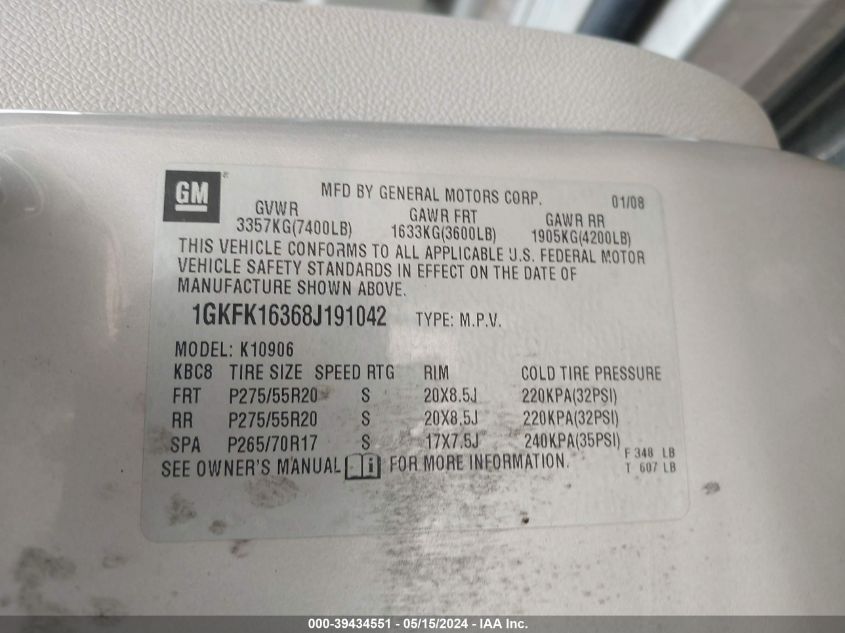 GM
MFD BY GENERAL MOTORS CORP. 01/08
GVWR GAWR FRT GAWR RR
3357KG(7400LB) 1633KG(3600LB) 1905KG(4200LB)
THIS VEHICLE CONFORMS TO ALL APPLICABLE U.S. FEDERAL MOTOR
VEHICLE SAFETY STANDARDS IN EFFECT ON THE DATE OF
MANUFACTURE SHOWN ABOVE.
1GKFK16368J191042 TYPE: M.P.V.
MODEL: K10906
KBC8 TIRE SIZE SPEED RTG RIM COLD TIRE PRESSURE
FRT P275/55R20 S 20X8.5J 220KPA(32PSI)
RR P275/55R20 S 20X8.5J 220KPA(32PSI)
SPA P265/70R17 S 17X7.5J 240KPA(35PSI)
SEE OWNER'S MANUAL i FOR MORE INFORMATION.
F 348 LB
T 607 LB
000-39434551 - 05/15/2024 - IAA Inc.